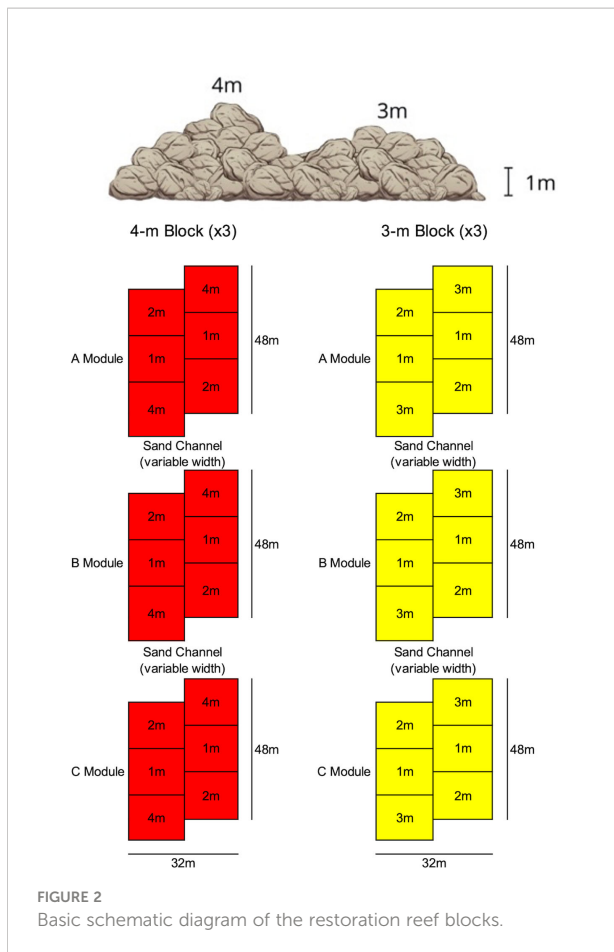 4m
3m
1m
4-m Block (x3)
3-m Block (x3)
4m
2m
1m
1m
2m
4m
A Module
48m
3m
2m
1m
1m
2m
3m
A Module
48m
Sand Channel
(variable width)
Sand Channel
(variable width)
4m
2m
1m
1m
2m
4m
B Module
48m
3m
2m
1m
1m
2m
3m
B Module
48m
Sand Channel
(variable width)
Sand Channel
(variable width)
4m
2m
1m
1m
2m
4m
C Module
48m
3m
2m
1m
1m
2m
3m
C Module
48m
32m
32m
FIGURE 2
Basic schematic diagram of the restoration reef blocks.